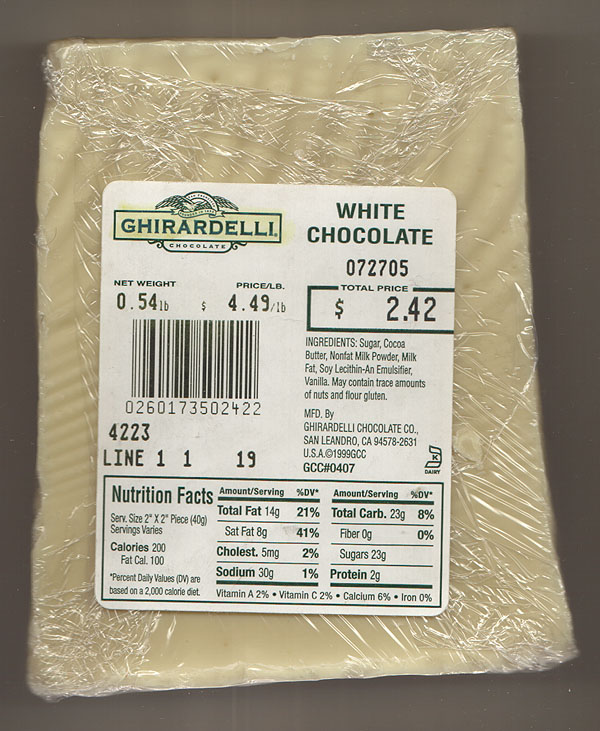 GHIRARDELLI
CHOCOLATE
WHITE
CHOCOLATE
072705
NET WEIGHT PRICE/LB.
0.54lb $ 4.49/lb
TOTAL PRICE
$ 2.42
0260173502422
4223
LINE 1 1 19
INGREDIENTS: Sugar, Cocoa
Butter, Nonfat Milk Powder, Milk
Fat, Soy Lecithin-An Emulsifier,
Vanilla. May contain trace amounts
of nuts and flour gluten.
MFD. By
GHIRARDELLI CHOCOLATE CO.,
SAN LEANDRO, CA 94578-2631
U.S.A.©1999GCC
GCC#0407
K
DAIRY
Nutrition Facts
Serv. Size 2" X 2" Piece (40g)
Servings Varies
Calories 200
Fat Cal. 100
*Percent Daily Values (DV) are
based on a 2,000 calorie diet.
Amount/Serving %DV*
Total Fat 14g 21%
Sat Fat 8g 41%
Cholest. 5mg 2%
Sodium 30g 1%
Amount/Serving %DV*
Total Carb. 23g 8%
Fiber 0g 0%
Sugars 23g
Protein 2g
Vitamin A 2% • Vitamin C 2% • Calcium 6% • Iron 0%